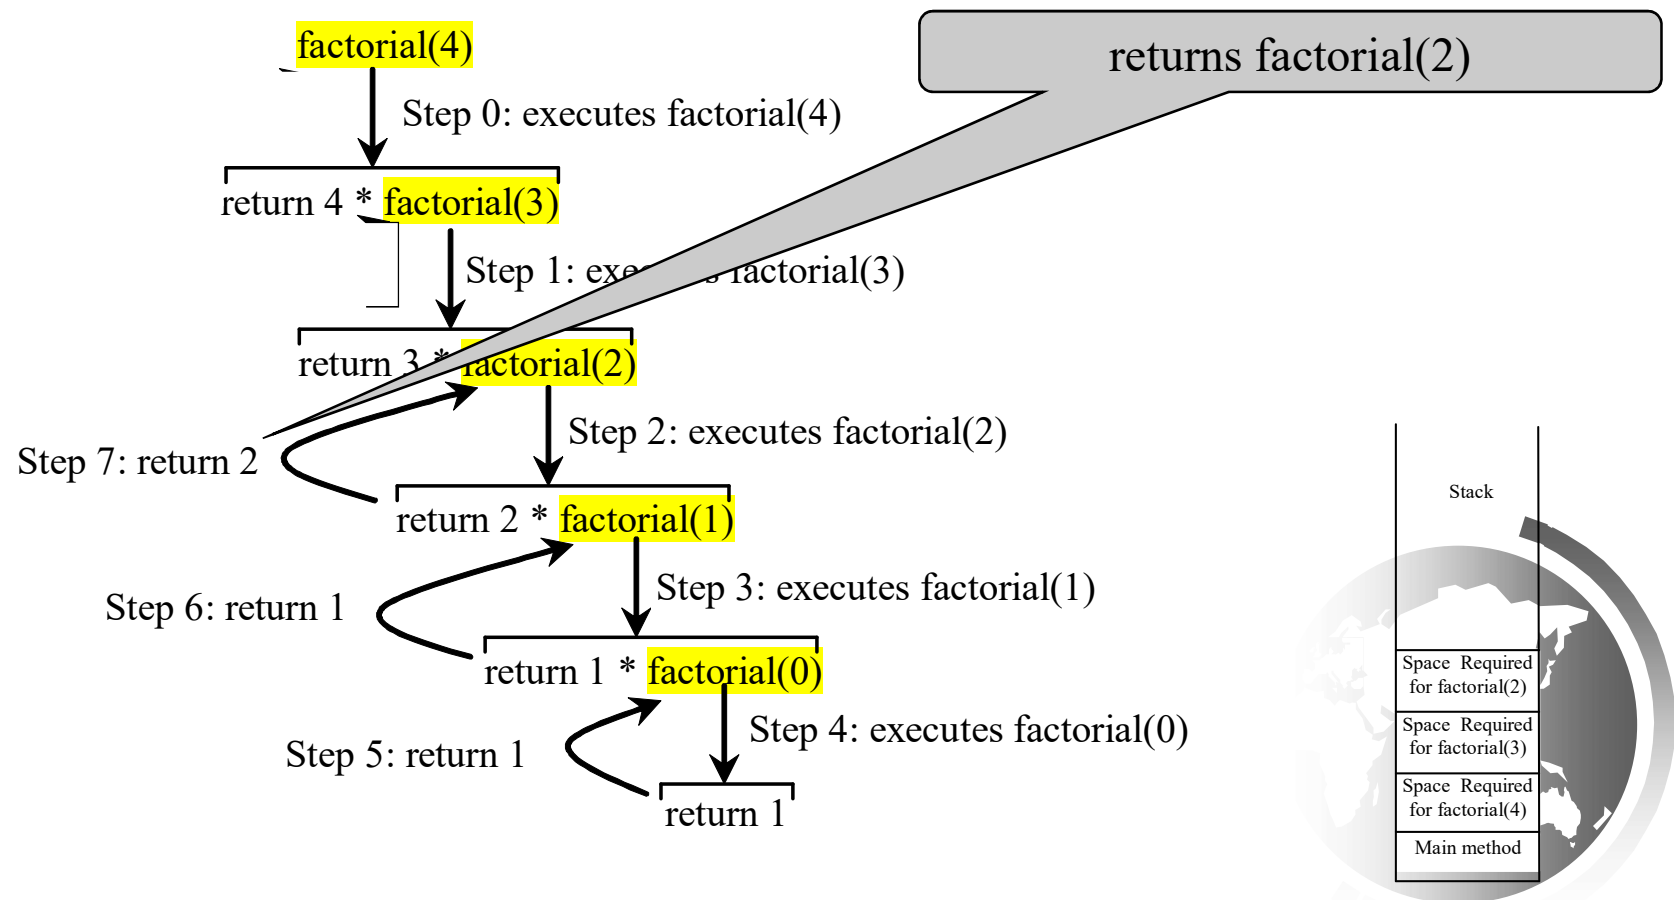 factorial(4)
returns factorial(2)
Step 0: executes factorial(4)
return 4 * factorial(3)
Step 1: factorial(3)
return 3 * factorial(2)
Step 2: executes factorial(2)
Step 7: return 2
return 2 * factorial(1)
Step 3: executes factorial(1)
Step 6: return 1
return 1 * factorial(0)
Step 4: executes factorial(0)
Step 5: return 1
return 1
Stack
Space Required
for factorial(2)
Space Required
for factorial(3)
Space Required
for factorial(4)
Main method